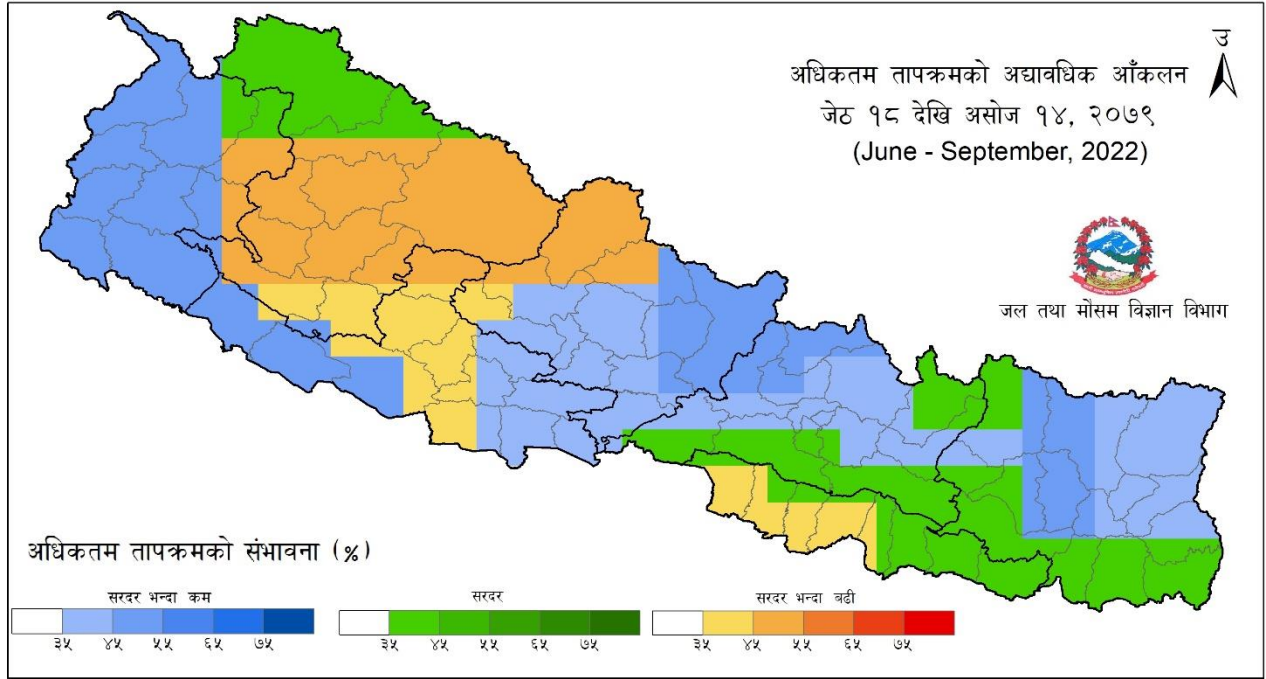 अधिकतम तापक्रमको अद्यावधिक आँकलन
जेठ १८ देखि असोज १४, २०७९
(June - September, 2022)
उ
जल तथा मौसम विज्ञान विभाग
अधिकतम तापक्रमको संभावना (%)
सरदर भन्दा कम
३५ ४५ ५५ ६५ ७५
सरदर
३५ ४५ ५५ ६५ ७५
सरदर भन्दा बढी
३५ ४५ ५५ ६५ ७५